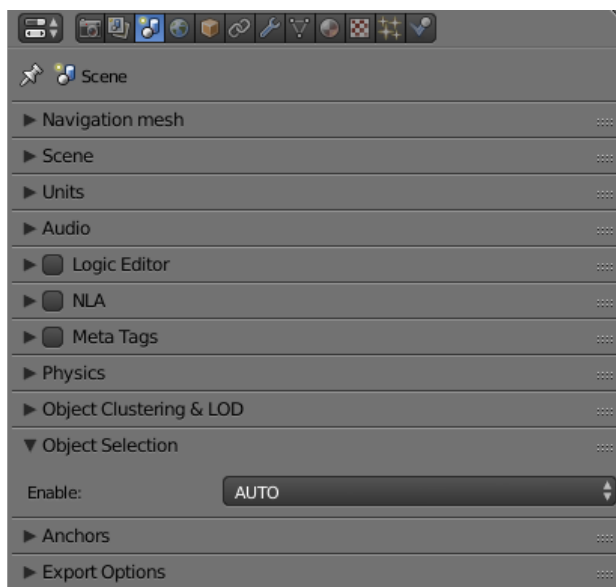 Scene
Navigation mesh
Scene
Units
Audio
Logic Editor
NLA
Meta Tags
Physics
Object Clustering & LOD
Object Selection
Enable: AUTO
Anchors
Export Options